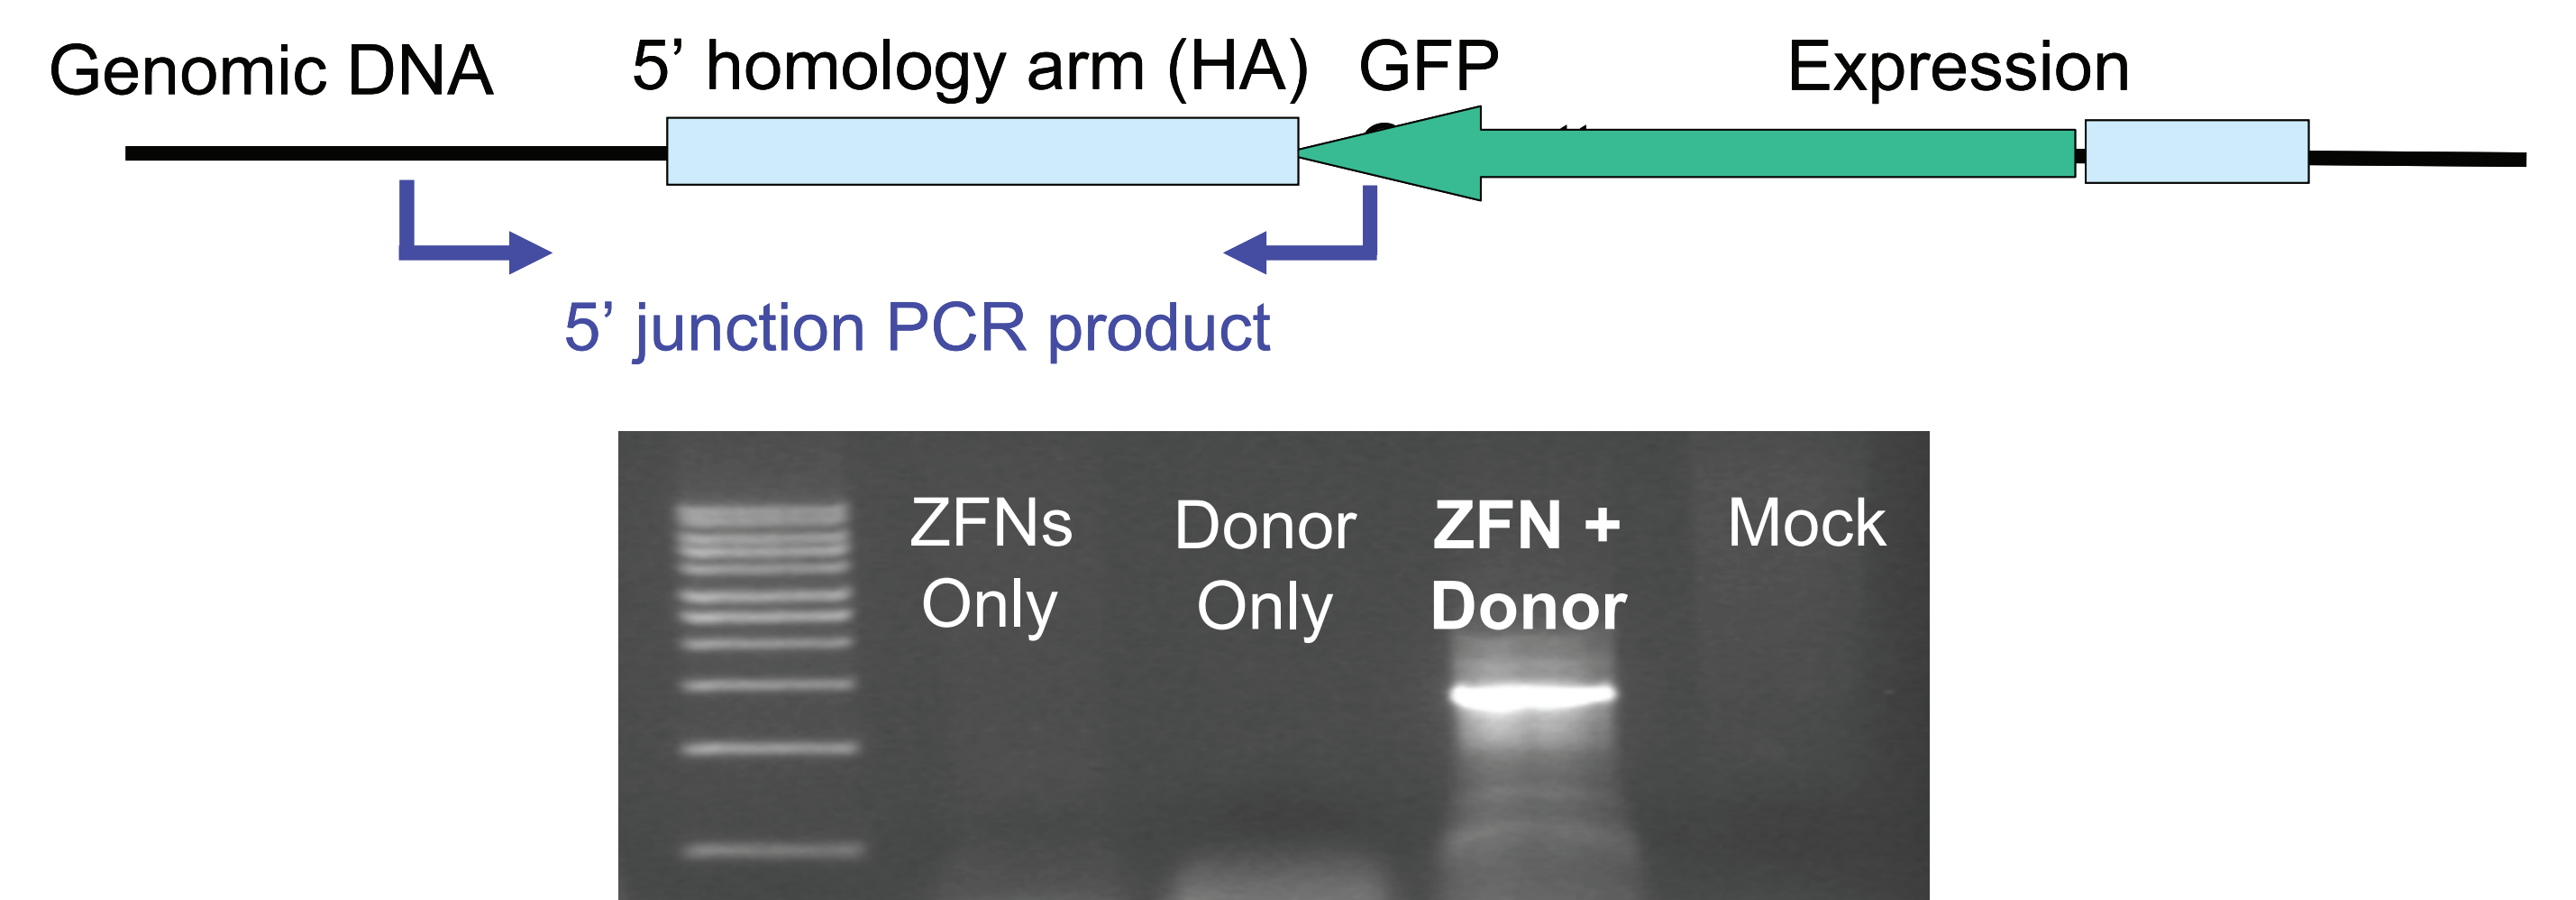 Genomic DNA 5’ homology arm (HA) GFP Expression
5’ junction PCR product
ZFNs Donor ZFN + Mock
Only Only Donor